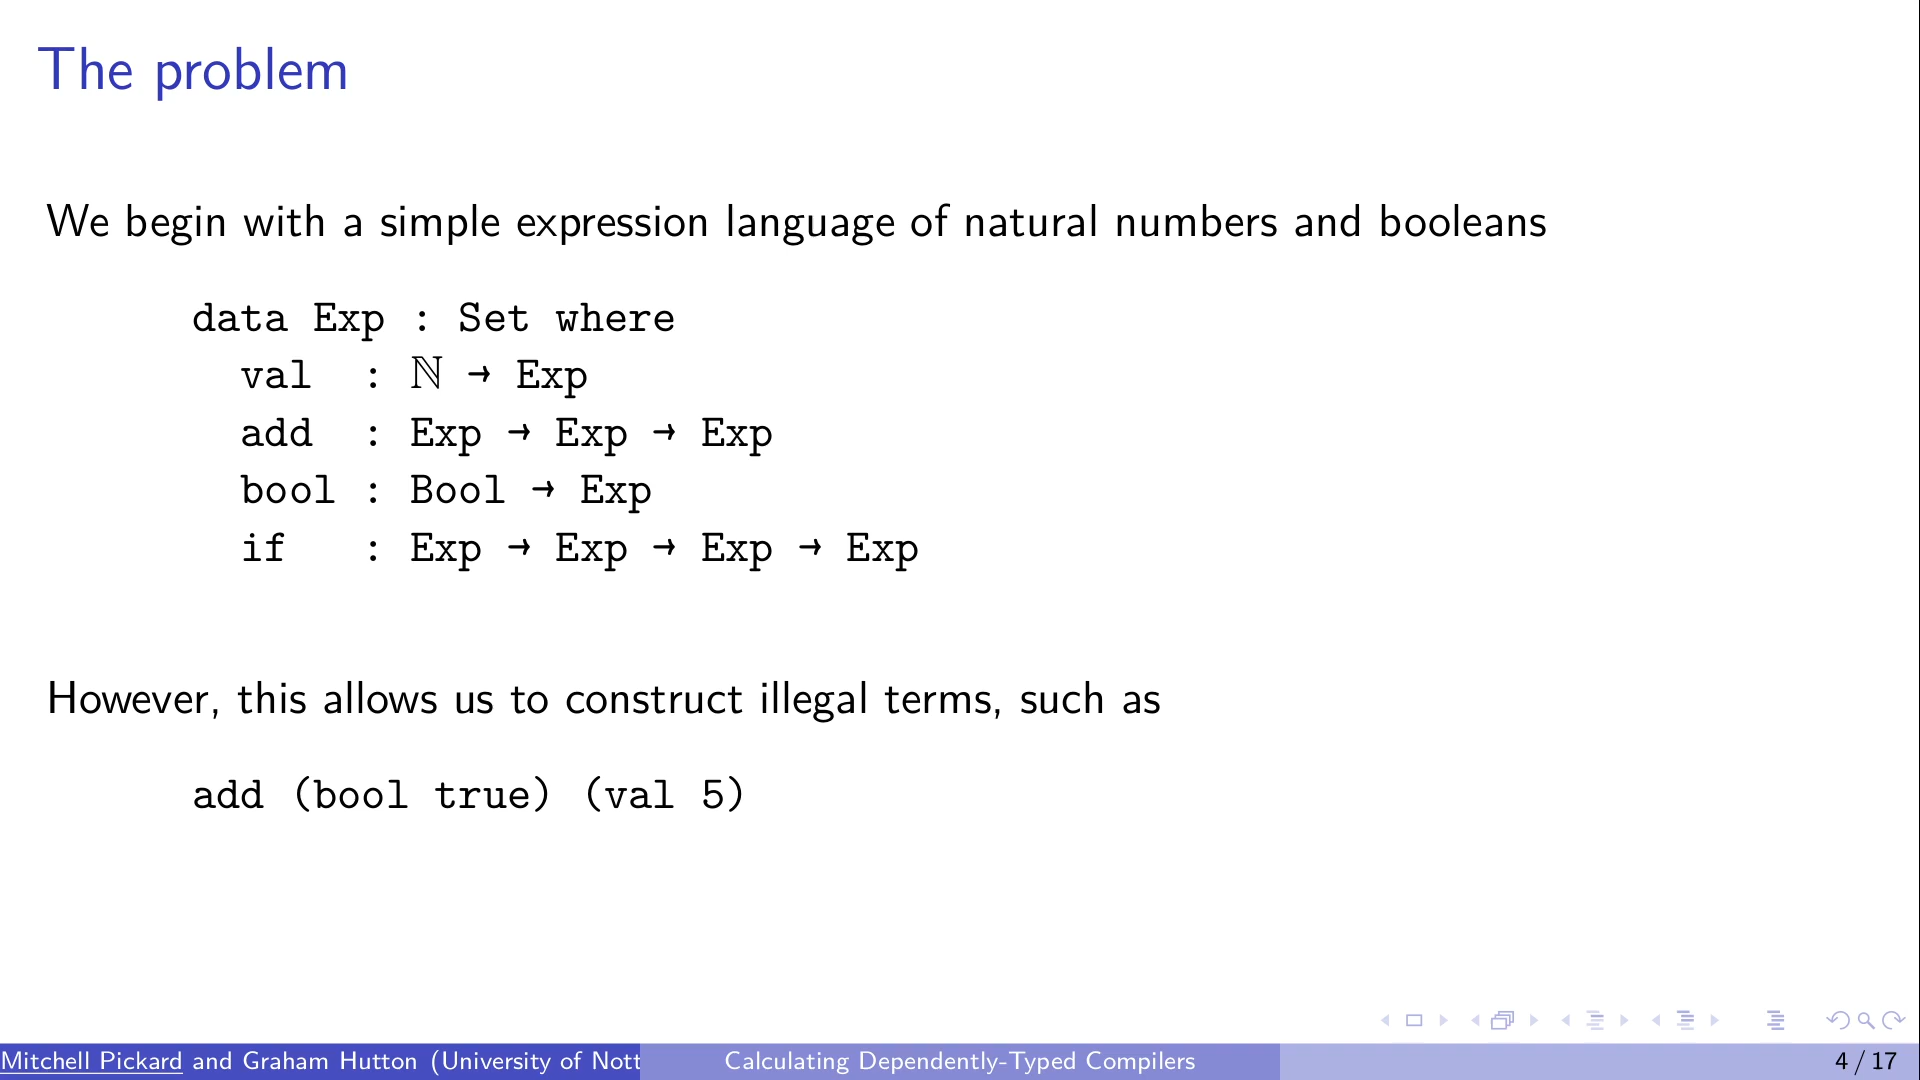 The problem
We begin with a simple expression language of natural numbers and booleans
data Exp : Set where
  val  : ℕ → Exp
  add  : Exp → Exp → Exp
  bool : Bool → Exp
  if   : Exp → Exp → Exp → Exp
However, this allows us to construct illegal terms, such as
add (bool true) (val 5)
Mitchell Pickard and Graham Hutton (University of Nott
Calculating Dependently-Typed Compilers
4 / 17